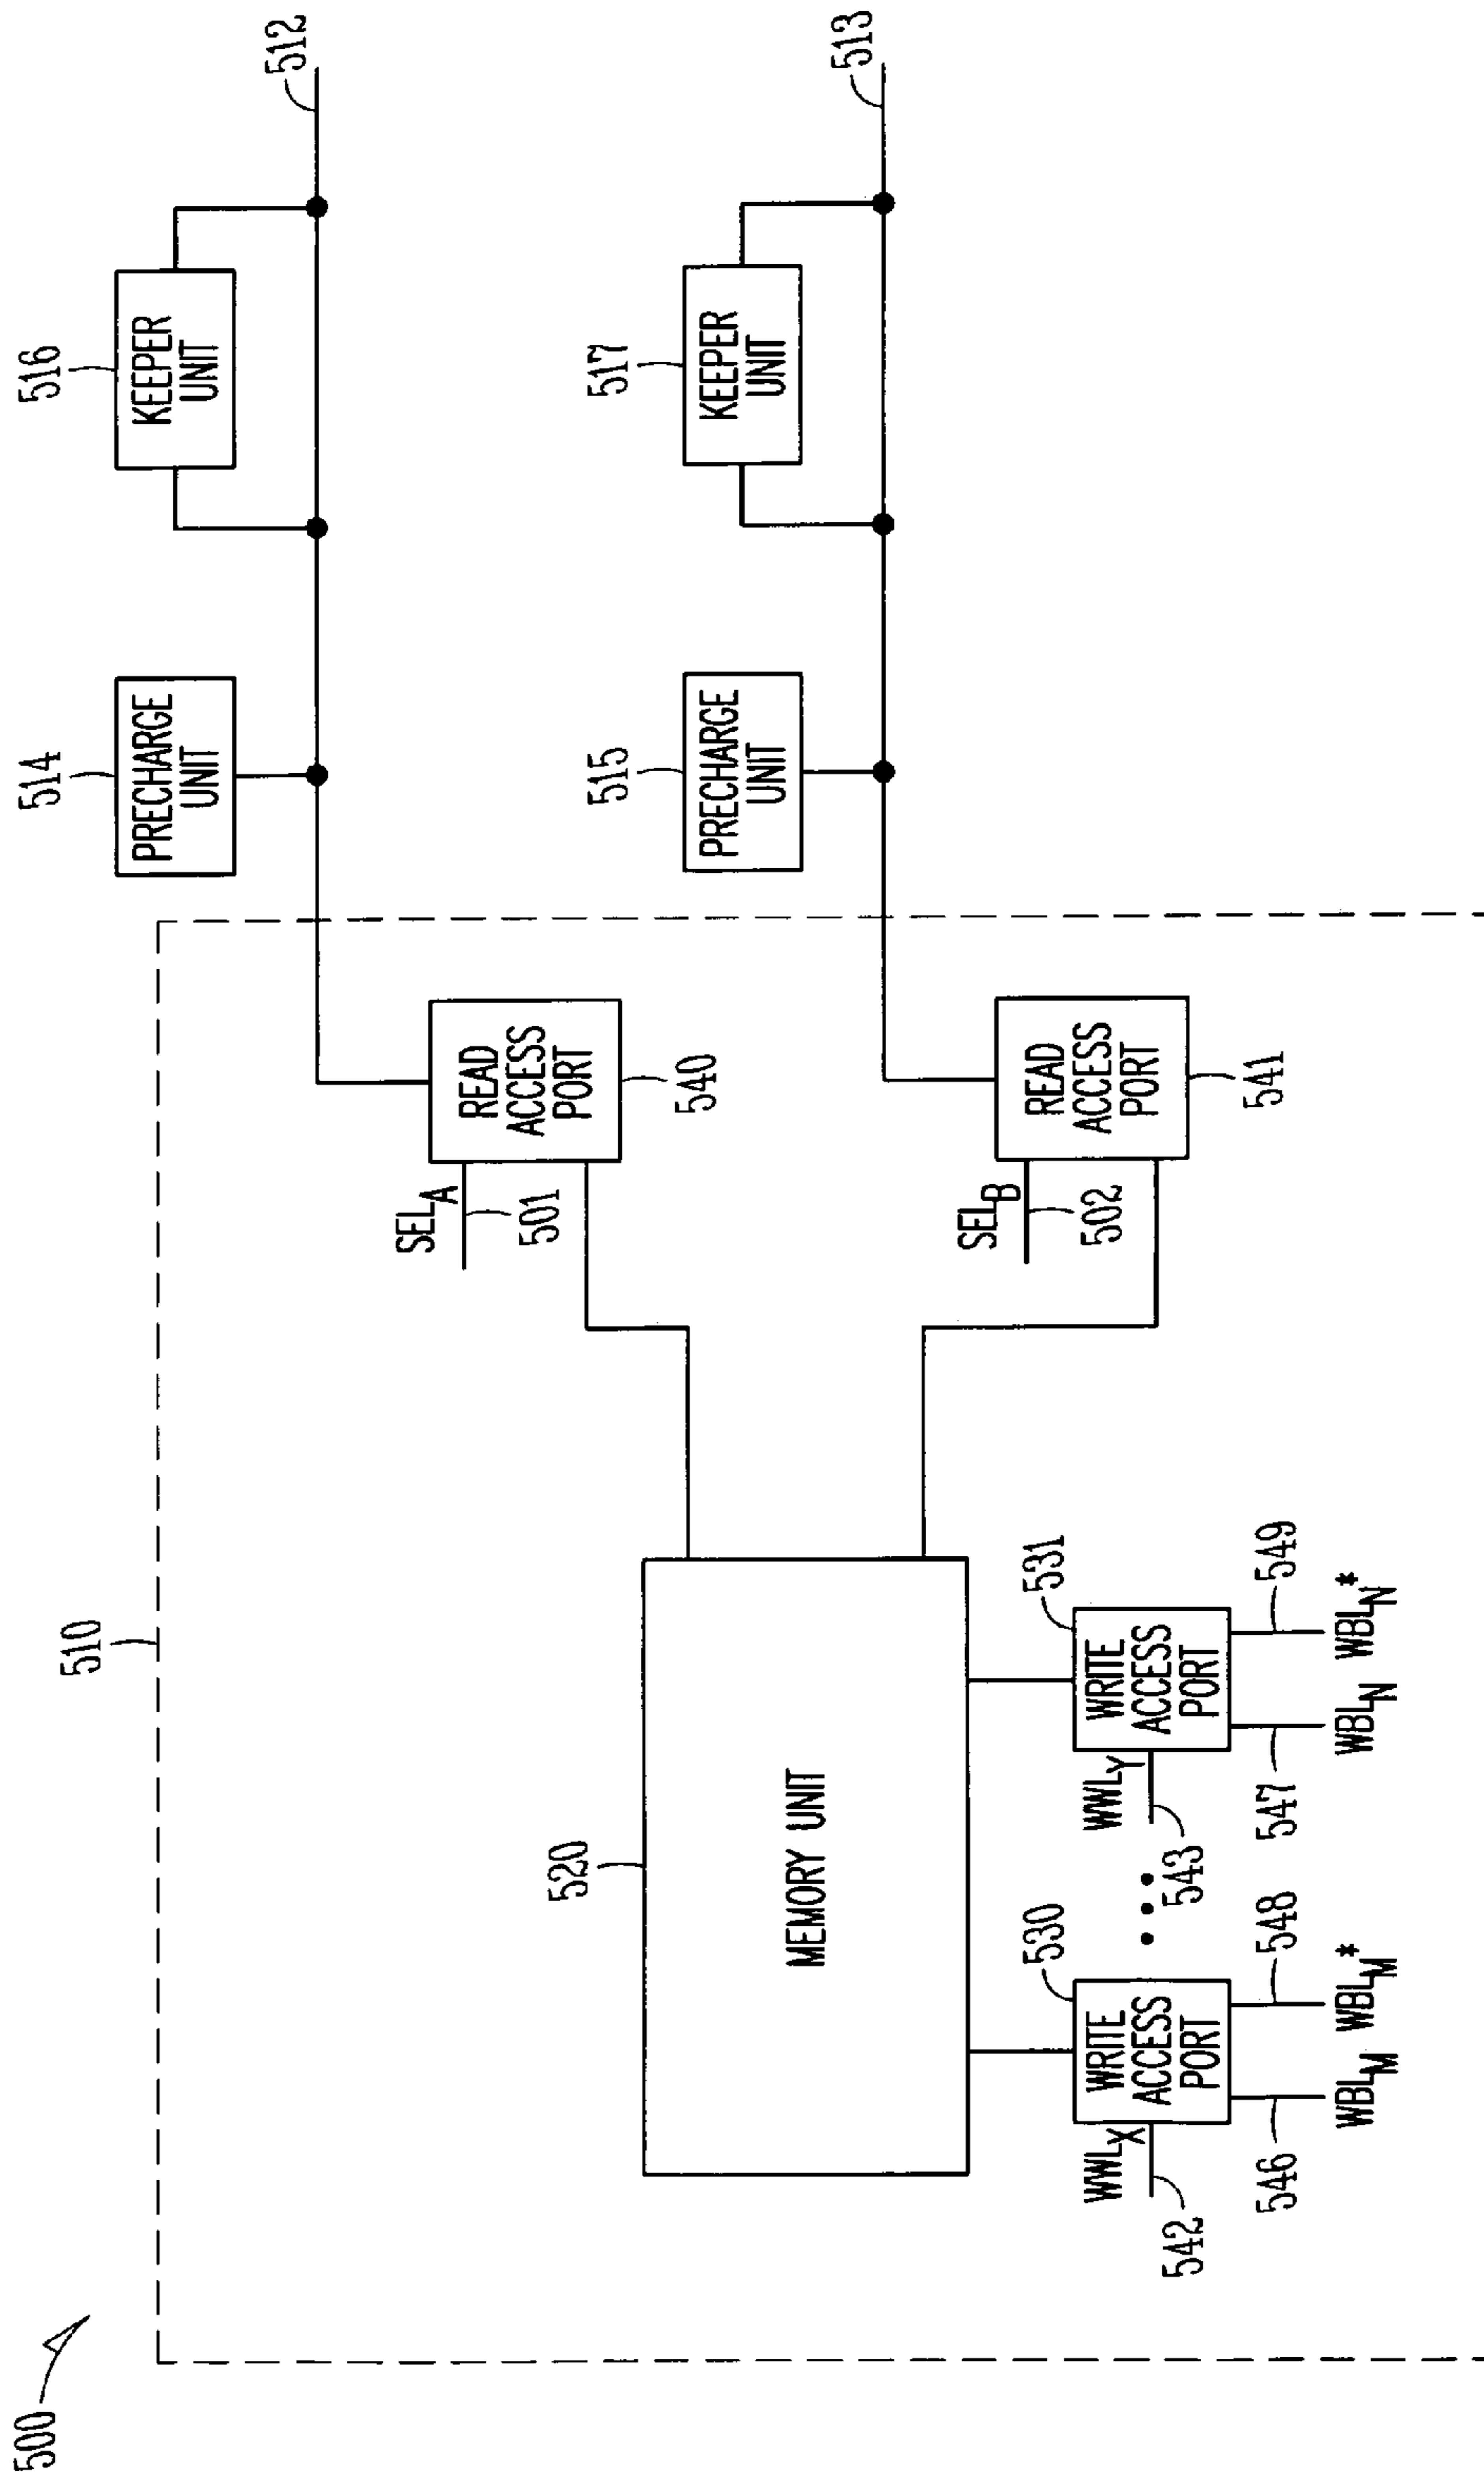 500
510
514
PRECHARGE
UNIT
516
KEEPER
UNIT
512
515
PRECHARGE
UNIT
517
KEEPER
UNIT
513
SEL_A
501
READ
ACCESS
PORT
540
SEL_B
502
READ
ACCESS
PORT
541
520
MEMORY UNIT
530
WWL_X
542
WRITE
ACCESS
PORT
546
548
WBL_M
WBL_M*
531
WWL_Y
543
WRITE
ACCESS
PORT
547
549
WBL_N
WBL_N*